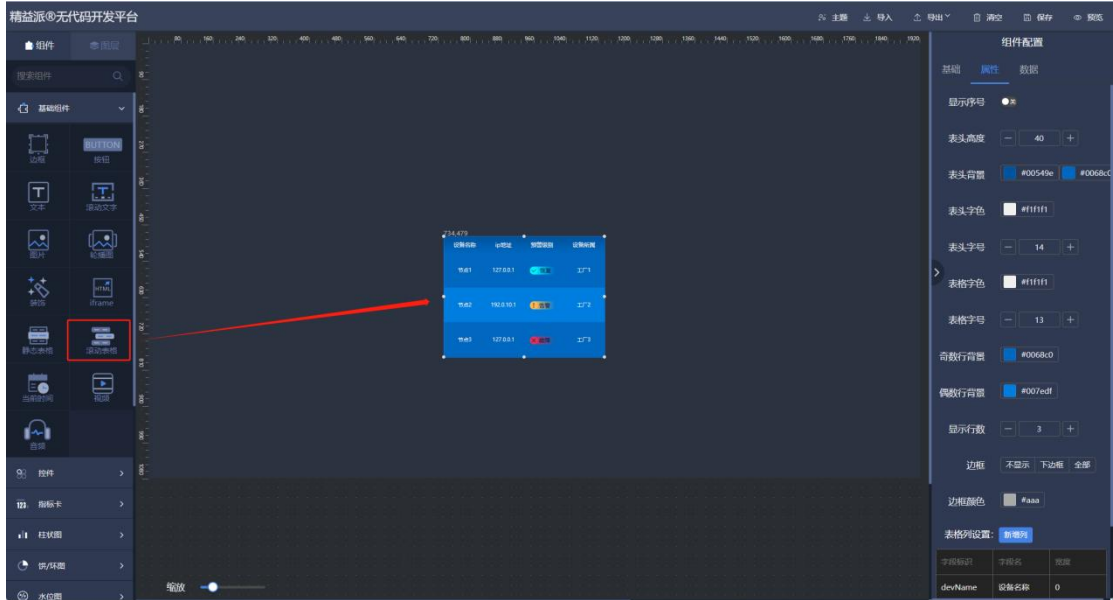 精益派®无代码开发平台
主题 导入 导出 清空 保存 预览
组件 图层
搜索组件
基础组件
边框 BUTTON 按钮
文本 滚动文字
图片 轮播图
装饰 HTML iframe
静态表格 滚动表格
当前时间 视频
音频
控件
123. 指标卡
柱状图
饼/环图
水位图
734,479
设备名称 ip地址 预警级别 设备所属
节点1 127.0.0.1 工厂1
节点2 192.0.10.1 工厂2
节点3 127.0.0.1 工厂3
缩放
组件配置
基础 属性 数据
显示序号 关
表头高度 40
表头背景 #00549e #0068c0
表头字色 #f1f1f1
表头字号 14
表格字色 #f1f1f1
表格字号 13
奇数行背景 #0068c0
偶数行背景 #007edf
显示行数 3
边框 不显示 下边框 全部
边框颜色 #aaa
表格列设置: 新增列
字段标识 字段名 宽度
devName 设备名称 0